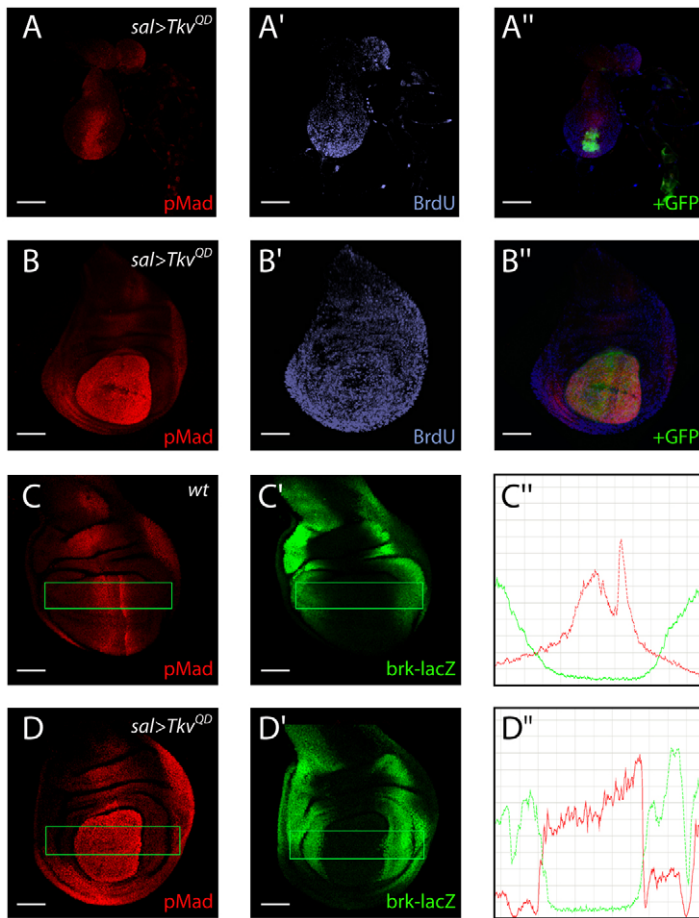 A sal>Tkv^QD pMad
A' BrdU
A'' +GFP
B sal>Tkv^QD pMad
B' BrdU
B'' +GFP
C wt pMad
C' brk-lacZ
C''
D sal>Tkv^QD pMad
D' brk-lacZ
D''